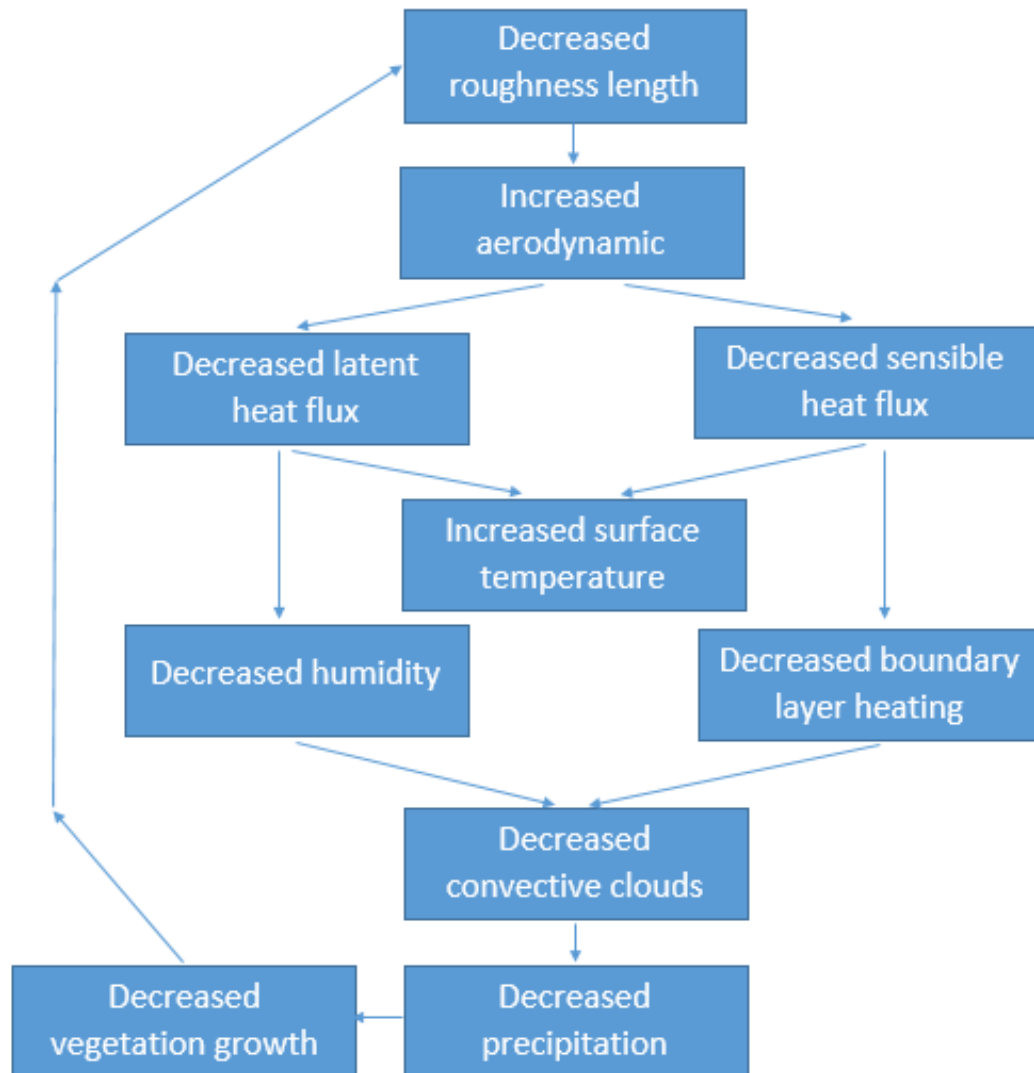 Decreased
roughness length
Increased
aerodynamic
Decreased latent
heat flux
Decreased sensible
heat flux
Increased surface
temperature
Decreased humidity
Decreased boundary
layer heating
Decreased
convective clouds
Decreased
vegetation growth
Decreased
precipitation